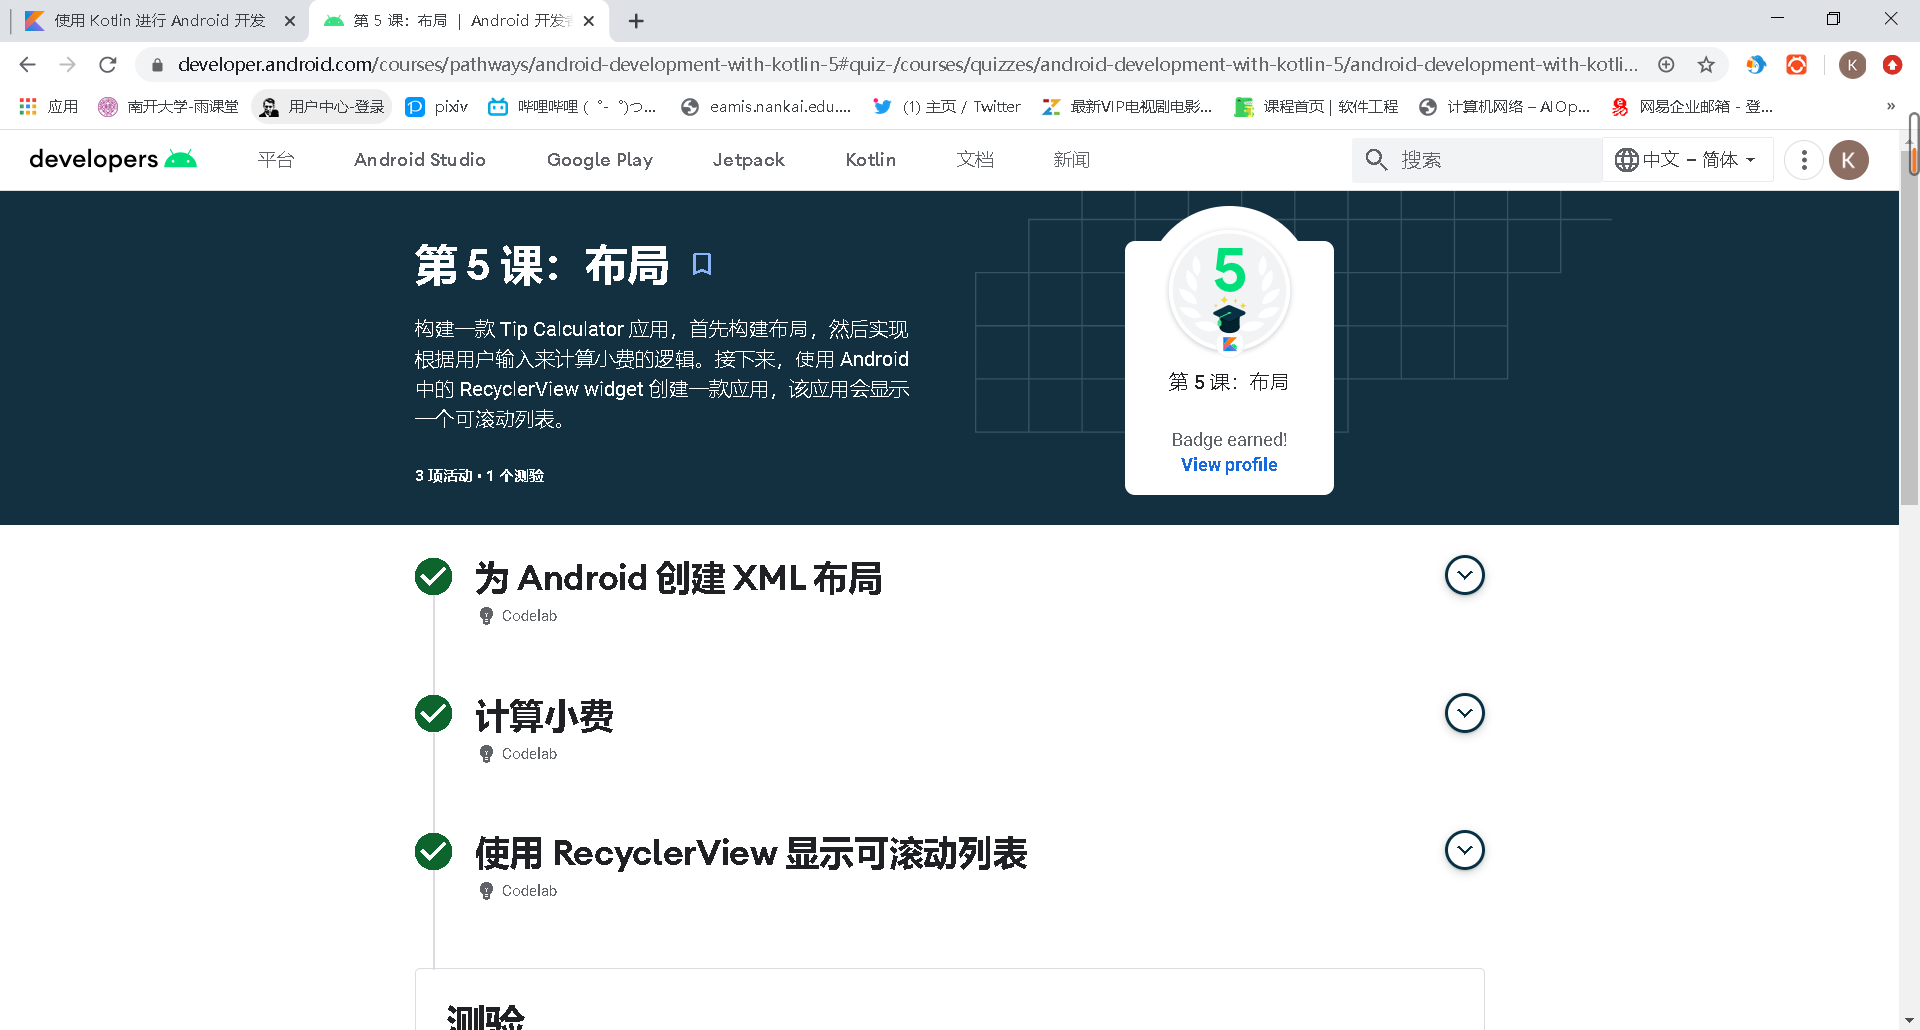 使用 Kotlin 进行 Android 开发
第 5 课：布局 | Android 开发者
developer.android.com/courses/pathways/android-development-with-kotlin-5#quiz-/courses/quizzes/android-development-with-kotlin-5/android-development-with-kotli...
K
应用
南开大学-雨课堂
用户中心-登录
pixiv
哔哩哔哩 (゜-゜)つ...
eamis.nankai.edu....
(1) 主页 / Twitter
最新VIP电视剧电影...
课程首页 | 软件工程
计算机网络 – AIOp...
网易企业邮箱 - 登...
»
developers
平台
Android Studio
Google Play
Jetpack
Kotlin
文档
新闻
搜索
中文 – 简体
K
第 5 课：布局
构建一款 Tip Calculator 应用，首先构建布局，然后实现
根据用户输入来计算小费的逻辑。接下来，使用 Android
中的 RecyclerView widget 创建一款应用，该应用会显示
一个可滚动列表。
3 项活动 • 1 个测验
5
第 5 课：布局
Badge earned!
View profile
为 Android 创建 XML 布局
Codelab
计算小费
Codelab
使用 RecyclerView 显示可滚动列表
Codelab
测验